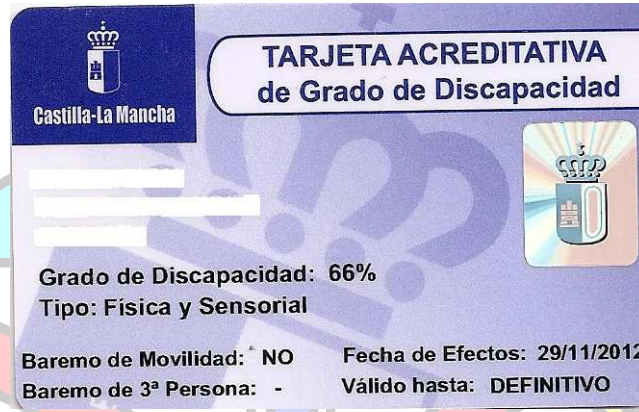 Castilla-La Mancha
TARJETA ACREDITATIVA
de Grado de Discapacidad
Grado de Discapacidad: 66%
Tipo: Física y Sensorial
Baremo de Movilidad: NO
Fecha de Efectos: 29/11/2012
Baremo de 3ª Persona: -
Válido hasta: DEFINITIVO